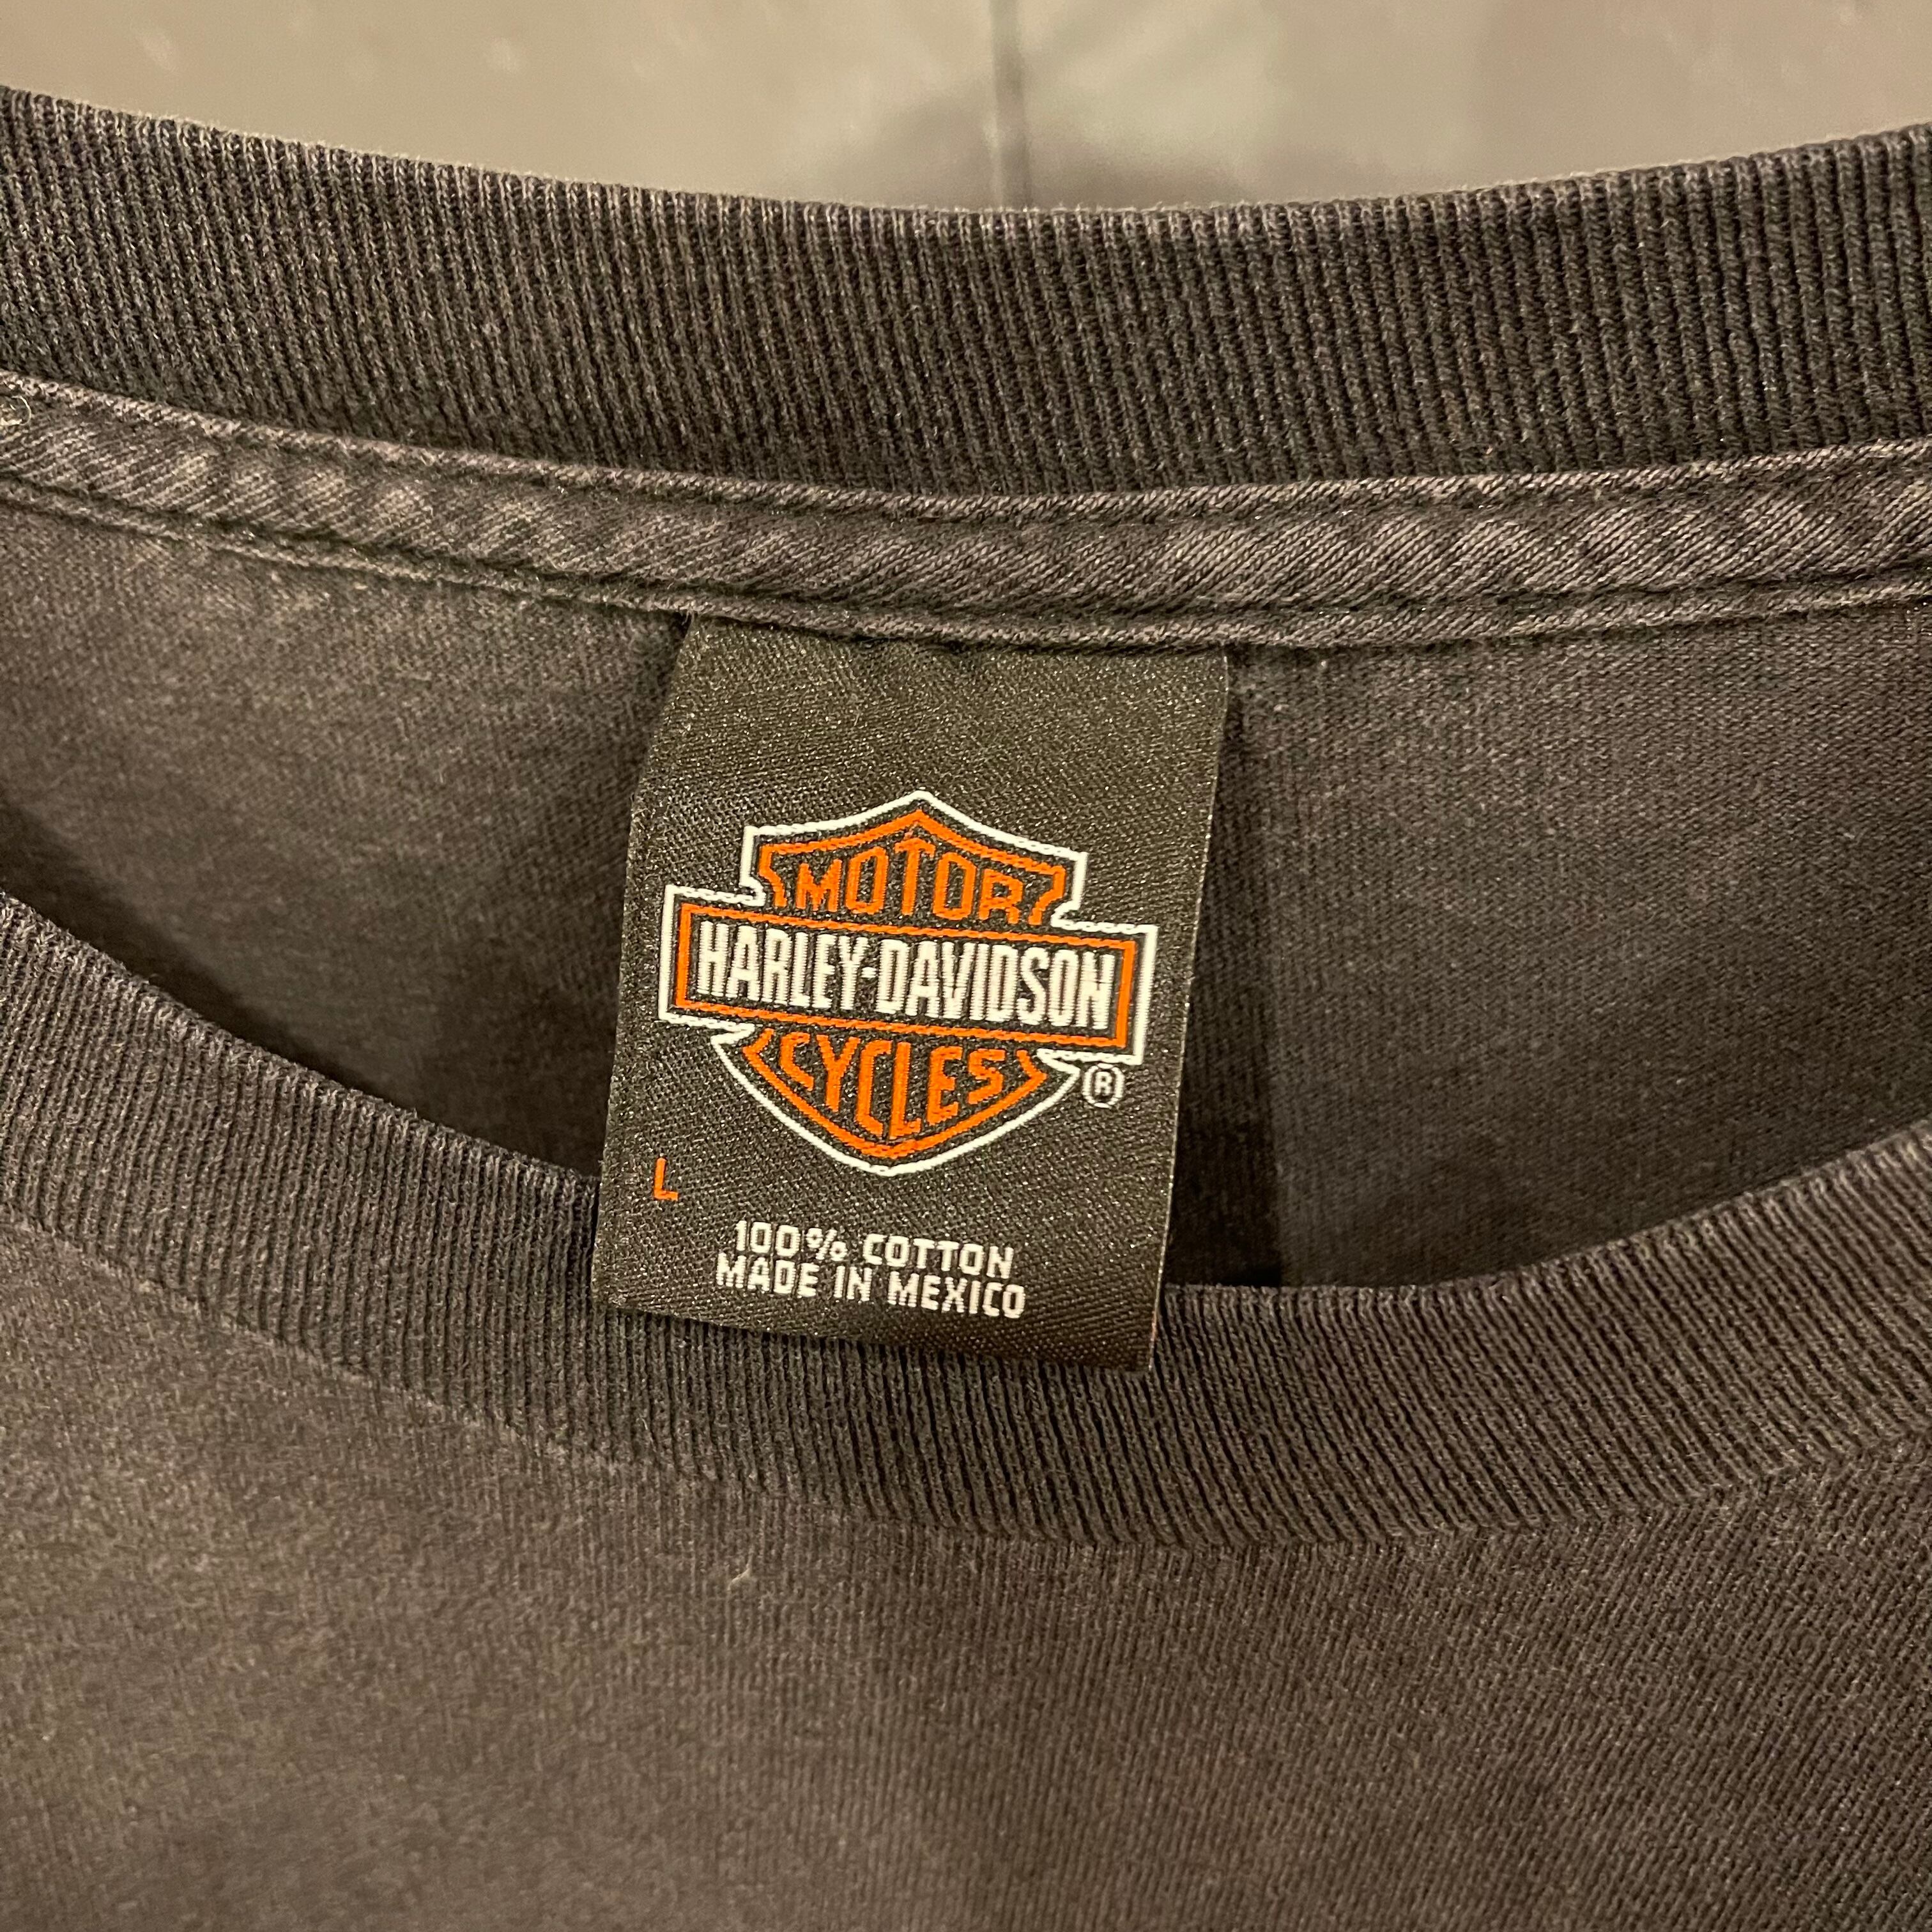 MOTOR
HARLEY-DAVIDSON
CYCLES
®
L
100% COTTON
MADE IN MEXICO